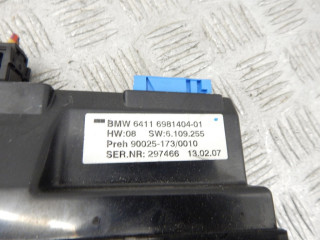 BMW 6411 6981404-01
HW:08 SW:6.109.255
Preh 90025-173/0010
SER.NR: 297466 13.02.07